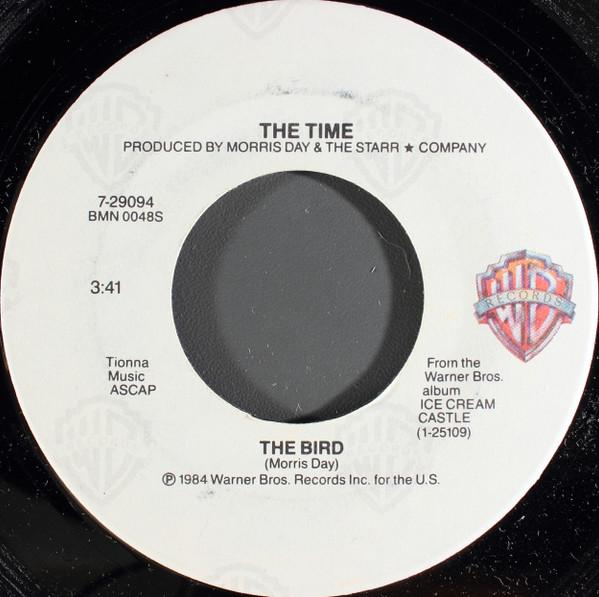 THE TIME
PRODUCED BY MORRIS DAY & THE STARR ★ COMPANY
7-29094
BMN 0048S
3:41
WB
RECORDS
Tionna
Music
ASCAP
From the
Warner Bros.
album
ICE CREAM
CASTLE
(1-25109)
THE BIRD
(Morris Day)
℗ 1984 Warner Bros. Records Inc. for the U.S.